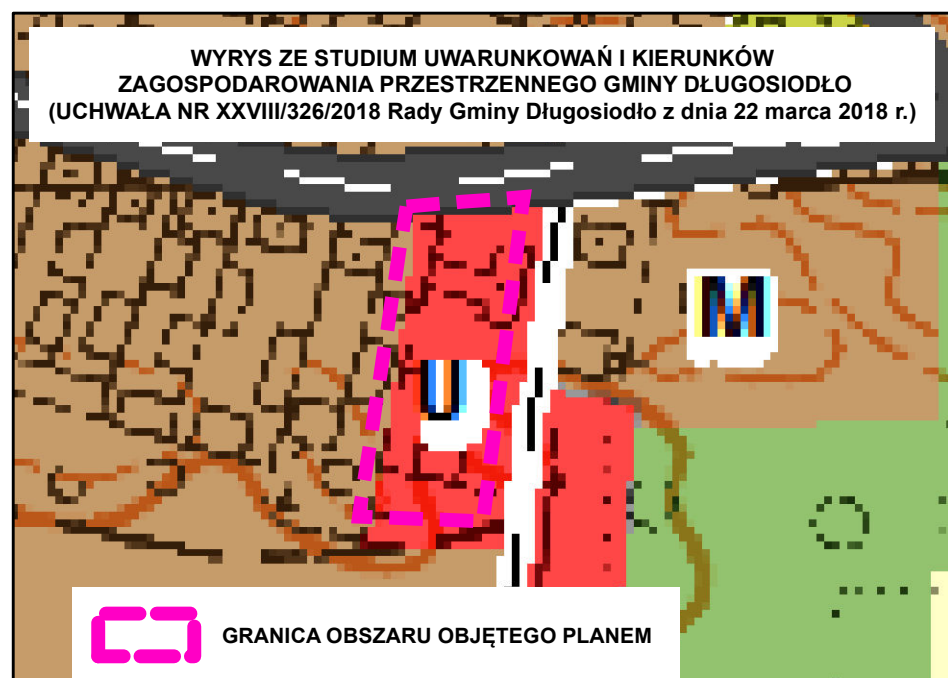 WYRYS ZE STUDIUM UWARUNKOWAŃ I KIERUNKÓW
ZAGOSPODAROWANIA PRZESTRZENNEGO GMINY DŁUGOSIODŁO
(UCHWAŁA NR XXVIII/326/2018 Rady Gminy Długosiodło z dnia 22 marca 2018 r.)
M
U
GRANICA OBSZARU OBJĘTEGO PLANEM